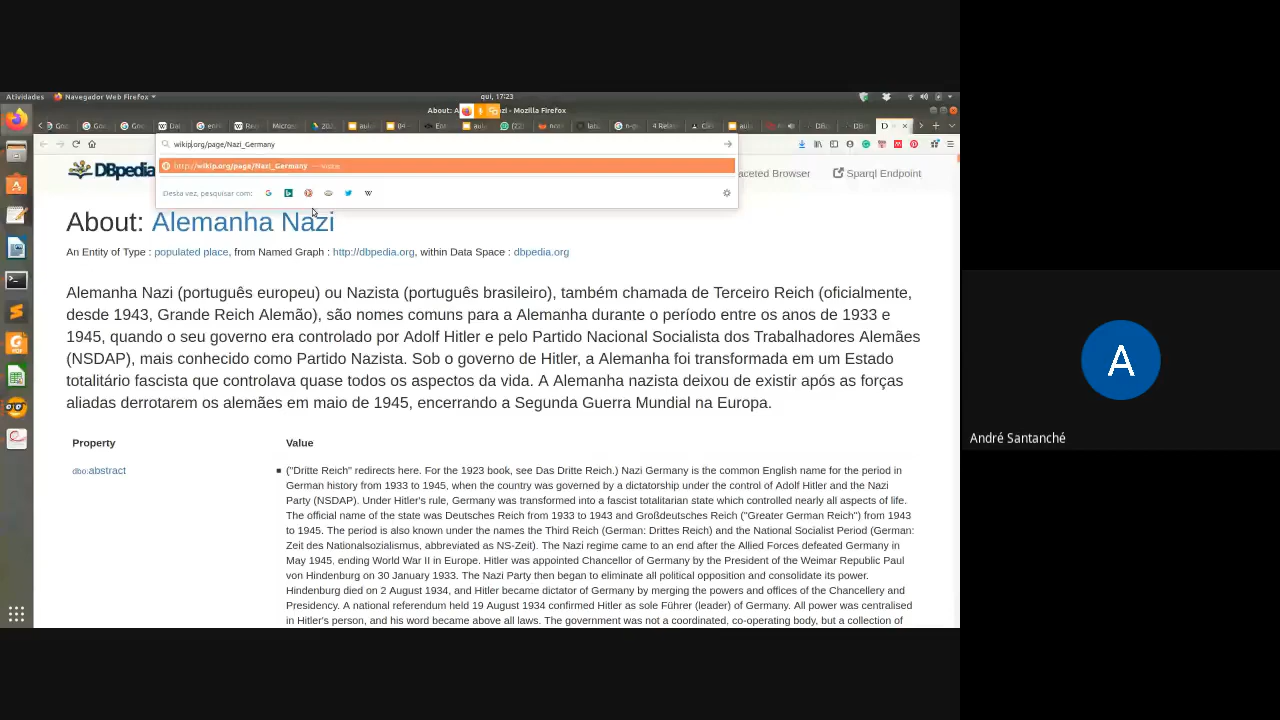 Atividades
Navegador Web Firefox
qui, 17:23
About: A
zi - Mozilla Firefox
wikip.org/page/Nazi_Germany
http://wikip.org/page/Nazi_Germany
Desta vez, pesquisar com:
DBpedia
aceted Browser
Sparql Endpoint
About: Alemanha Nazi
An Entity of Type : populated place, from Named Graph : http://dbpedia.org, within Data Space : dbpedia.org
Alemanha Nazi (português europeu) ou Nazista (português brasileiro), também chamada de Terceiro Reich (oficialmente,
desde 1943, Grande Reich Alemão), são nomes comuns para a Alemanha durante o período entre os anos de 1933 e
1945, quando o seu governo era controlado por Adolf Hitler e pelo Partido Nacional Socialista dos Trabalhadores Alemães
(NSDAP), mais conhecido como Partido Nazista. Sob o governo de Hitler, a Alemanha foi transformada em um Estado
totalitário fascista que controlava quase todos os aspectos da vida. A Alemanha nazista deixou de existir após as forças
aliadas derrotarem os alemães em maio de 1945, encerrando a Segunda Guerra Mundial na Europa.
Property
Value
dbo:abstract
("Dritte Reich" redirects here. For the 1923 book, see Das Dritte Reich.) Nazi Germany is the common English name for the period in
German history from 1933 to 1945, when the country was governed by a dictatorship under the control of Adolf Hitler and the Nazi
Party (NSDAP). Under Hitler's rule, Germany was transformed into a fascist totalitarian state which controlled nearly all aspects of life.
The official name of the state was Deutsches Reich from 1933 to 1943 and Großdeutsches Reich ("Greater German Reich") from 1943
to 1945. The period is also known under the names the Third Reich (German: Drittes Reich) and the National Socialist Period (German:
Zeit des Nationalsozialismus, abbreviated as NS-Zeit). The Nazi regime came to an end after the Allied Forces defeated Germany in
May 1945, ending World War II in Europe. Hitler was appointed Chancellor of Germany by the President of the Weimar Republic Paul
von Hindenburg on 30 January 1933. The Nazi Party then began to eliminate all political opposition and consolidate its power.
Hindenburg died on 2 August 1934, and Hitler became dictator of Germany by merging the powers and offices of the Chancellery and
Presidency. A national referendum held 19 August 1934 confirmed Hitler as sole Führer (leader) of Germany. All power was centralised
in Hitler's person, and his word became above all laws. The government was not a coordinated, co-operating body, but a collection of
A
André Santanché